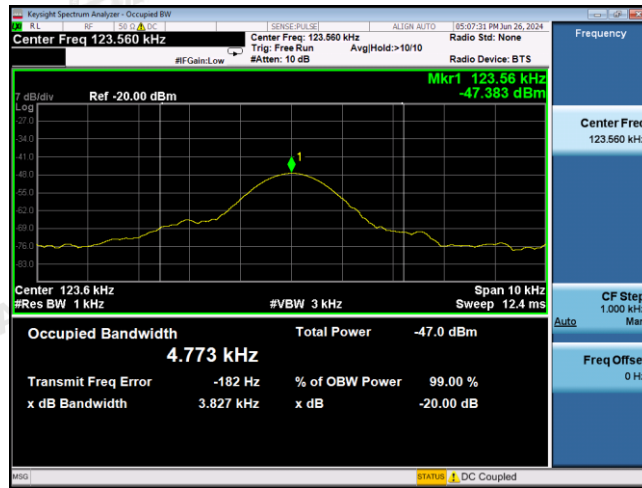 Keysight Spectrum Analyzer - Occupied BW
RL RF 50 Ω DC SENSE:PULSE ALIGN AUTO 05:07:31 PM Jun 26, 2024
Center Freq 123.560 kHz
Center Freq: 123.560 kHz
Radio Std: None
Trig: Free Run Avg|Hold:>10/10
#IFGain:Low
#Atten: 10 dB
Radio Device: BTS
Frequency
Mkr1 123.56 kHz
-47.383 dBm
7 dB/div Ref -20.00 dBm
Log
-27.0
-34.0
-41.0
-48.0
-55.0
-62.0
-69.0
-76.0
-83.0
1
Center Freq
123.560 kHz
Center 123.6 kHz
Span 10 kHz
#Res BW 1 kHz
#VBW 3 kHz
Sweep 12.4 ms
CF Step
1.000 kHz
Auto Man
Occupied Bandwidth
4.773 kHz
Total Power -47.0 dBm
Transmit Freq Error -182 Hz
% of OBW Power 99.00 %
x dB Bandwidth 3.827 kHz
x dB -20.00 dB
Freq Offset
0 Hz
MSG
STATUS
DC Coupled